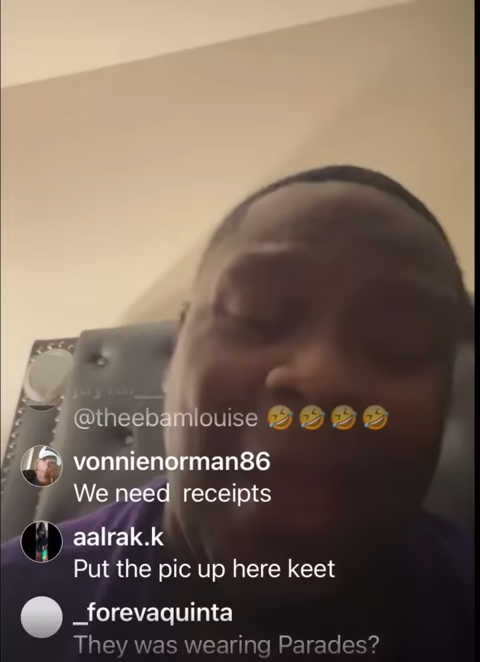 @theebamlouise 🤣🤣🤣🤣
vonnienorman86
We need receipts
aalrak.k
Put the pic up here keet
_forevaquinta
They was wearing Parades?